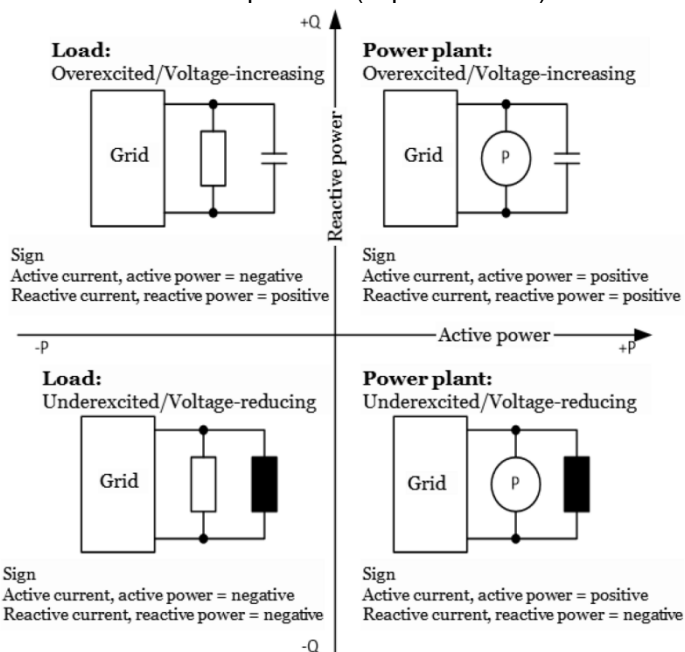 +Q
Load:
Overexcited/Voltage-increasing
Grid
Sign
Active current, active power = negative
Reactive current, reactive power = positive
Power plant:
Overexcited/Voltage-increasing
Grid
P
Sign
Active current, active power = positive
Reactive current, reactive power = positive
Reactive power
Active power
-P
+P
Load:
Underexcited/Voltage-reducing
Grid
Sign
Active current, active power = negative
Reactive current, reactive power = negative
Power plant:
Underexcited/Voltage-reducing
Grid
P
Sign
Active current, active power = positive
Reactive current, reactive power = negative
-Q